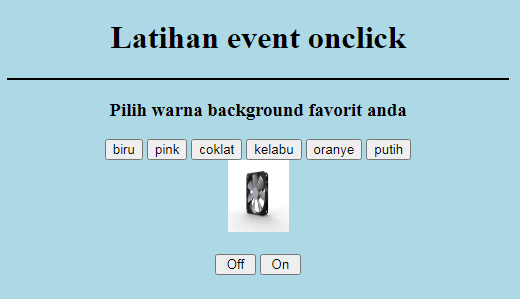 Latihan event onclick
Pilih warna background favorit anda
biru pink coklat kelabu oranye putih
Off On